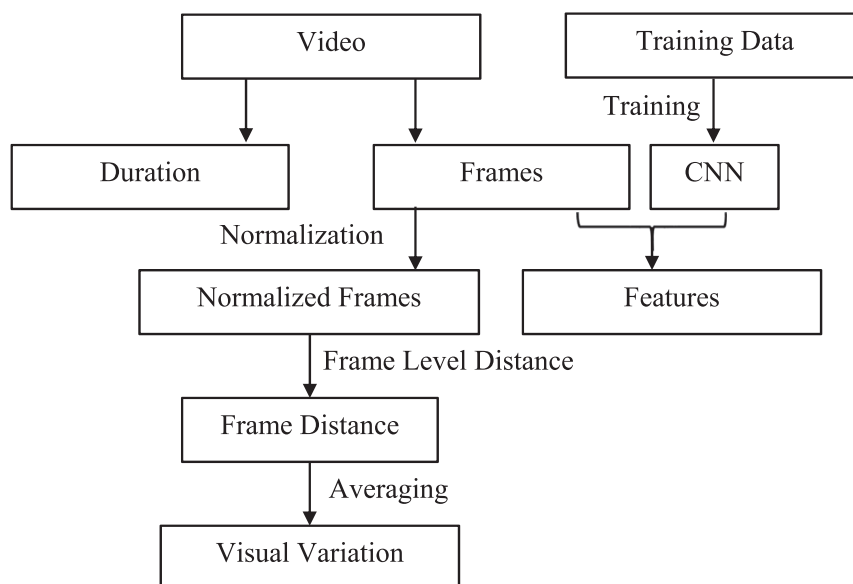 Video
Training Data
Training
Duration
Frames
CNN
Normalization
Normalized Frames
Features
Frame Level Distance
Frame Distance
Averaging
Visual Variation